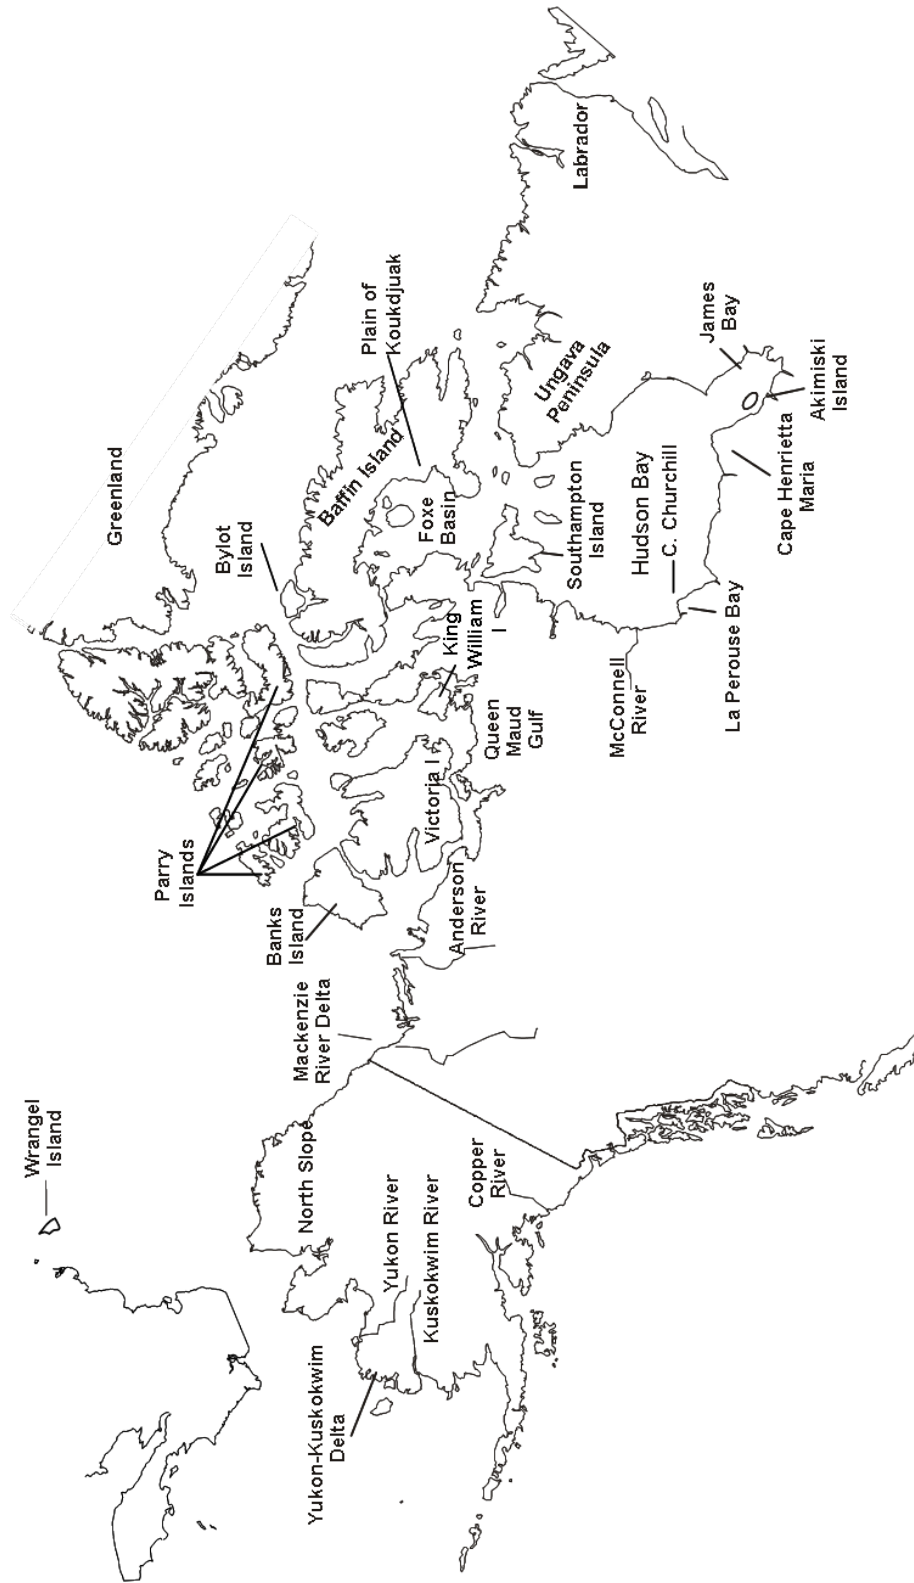 Wrangel
Island
North Slope
Yukon River
Kuskokwim River
Yukon-Kuskokwim
Delta
Copper
River
Mackenzie
River Delta
Banks
Island
Anderson
River
Parry
Islands
Victoria I
Queen
Maud
Gulf
King
William
I
Bylot
Island
Greenland
Baffin Island
Plain of
Koukdjuak
Foxe
Basin
Southampton
Island
Hudson Bay
C. Churchill
McConnell
River
La Perouse Bay
Cape Henrietta
Maria
Akimiski
Island
James
Bay
Ungava
Peninsula
Labrador